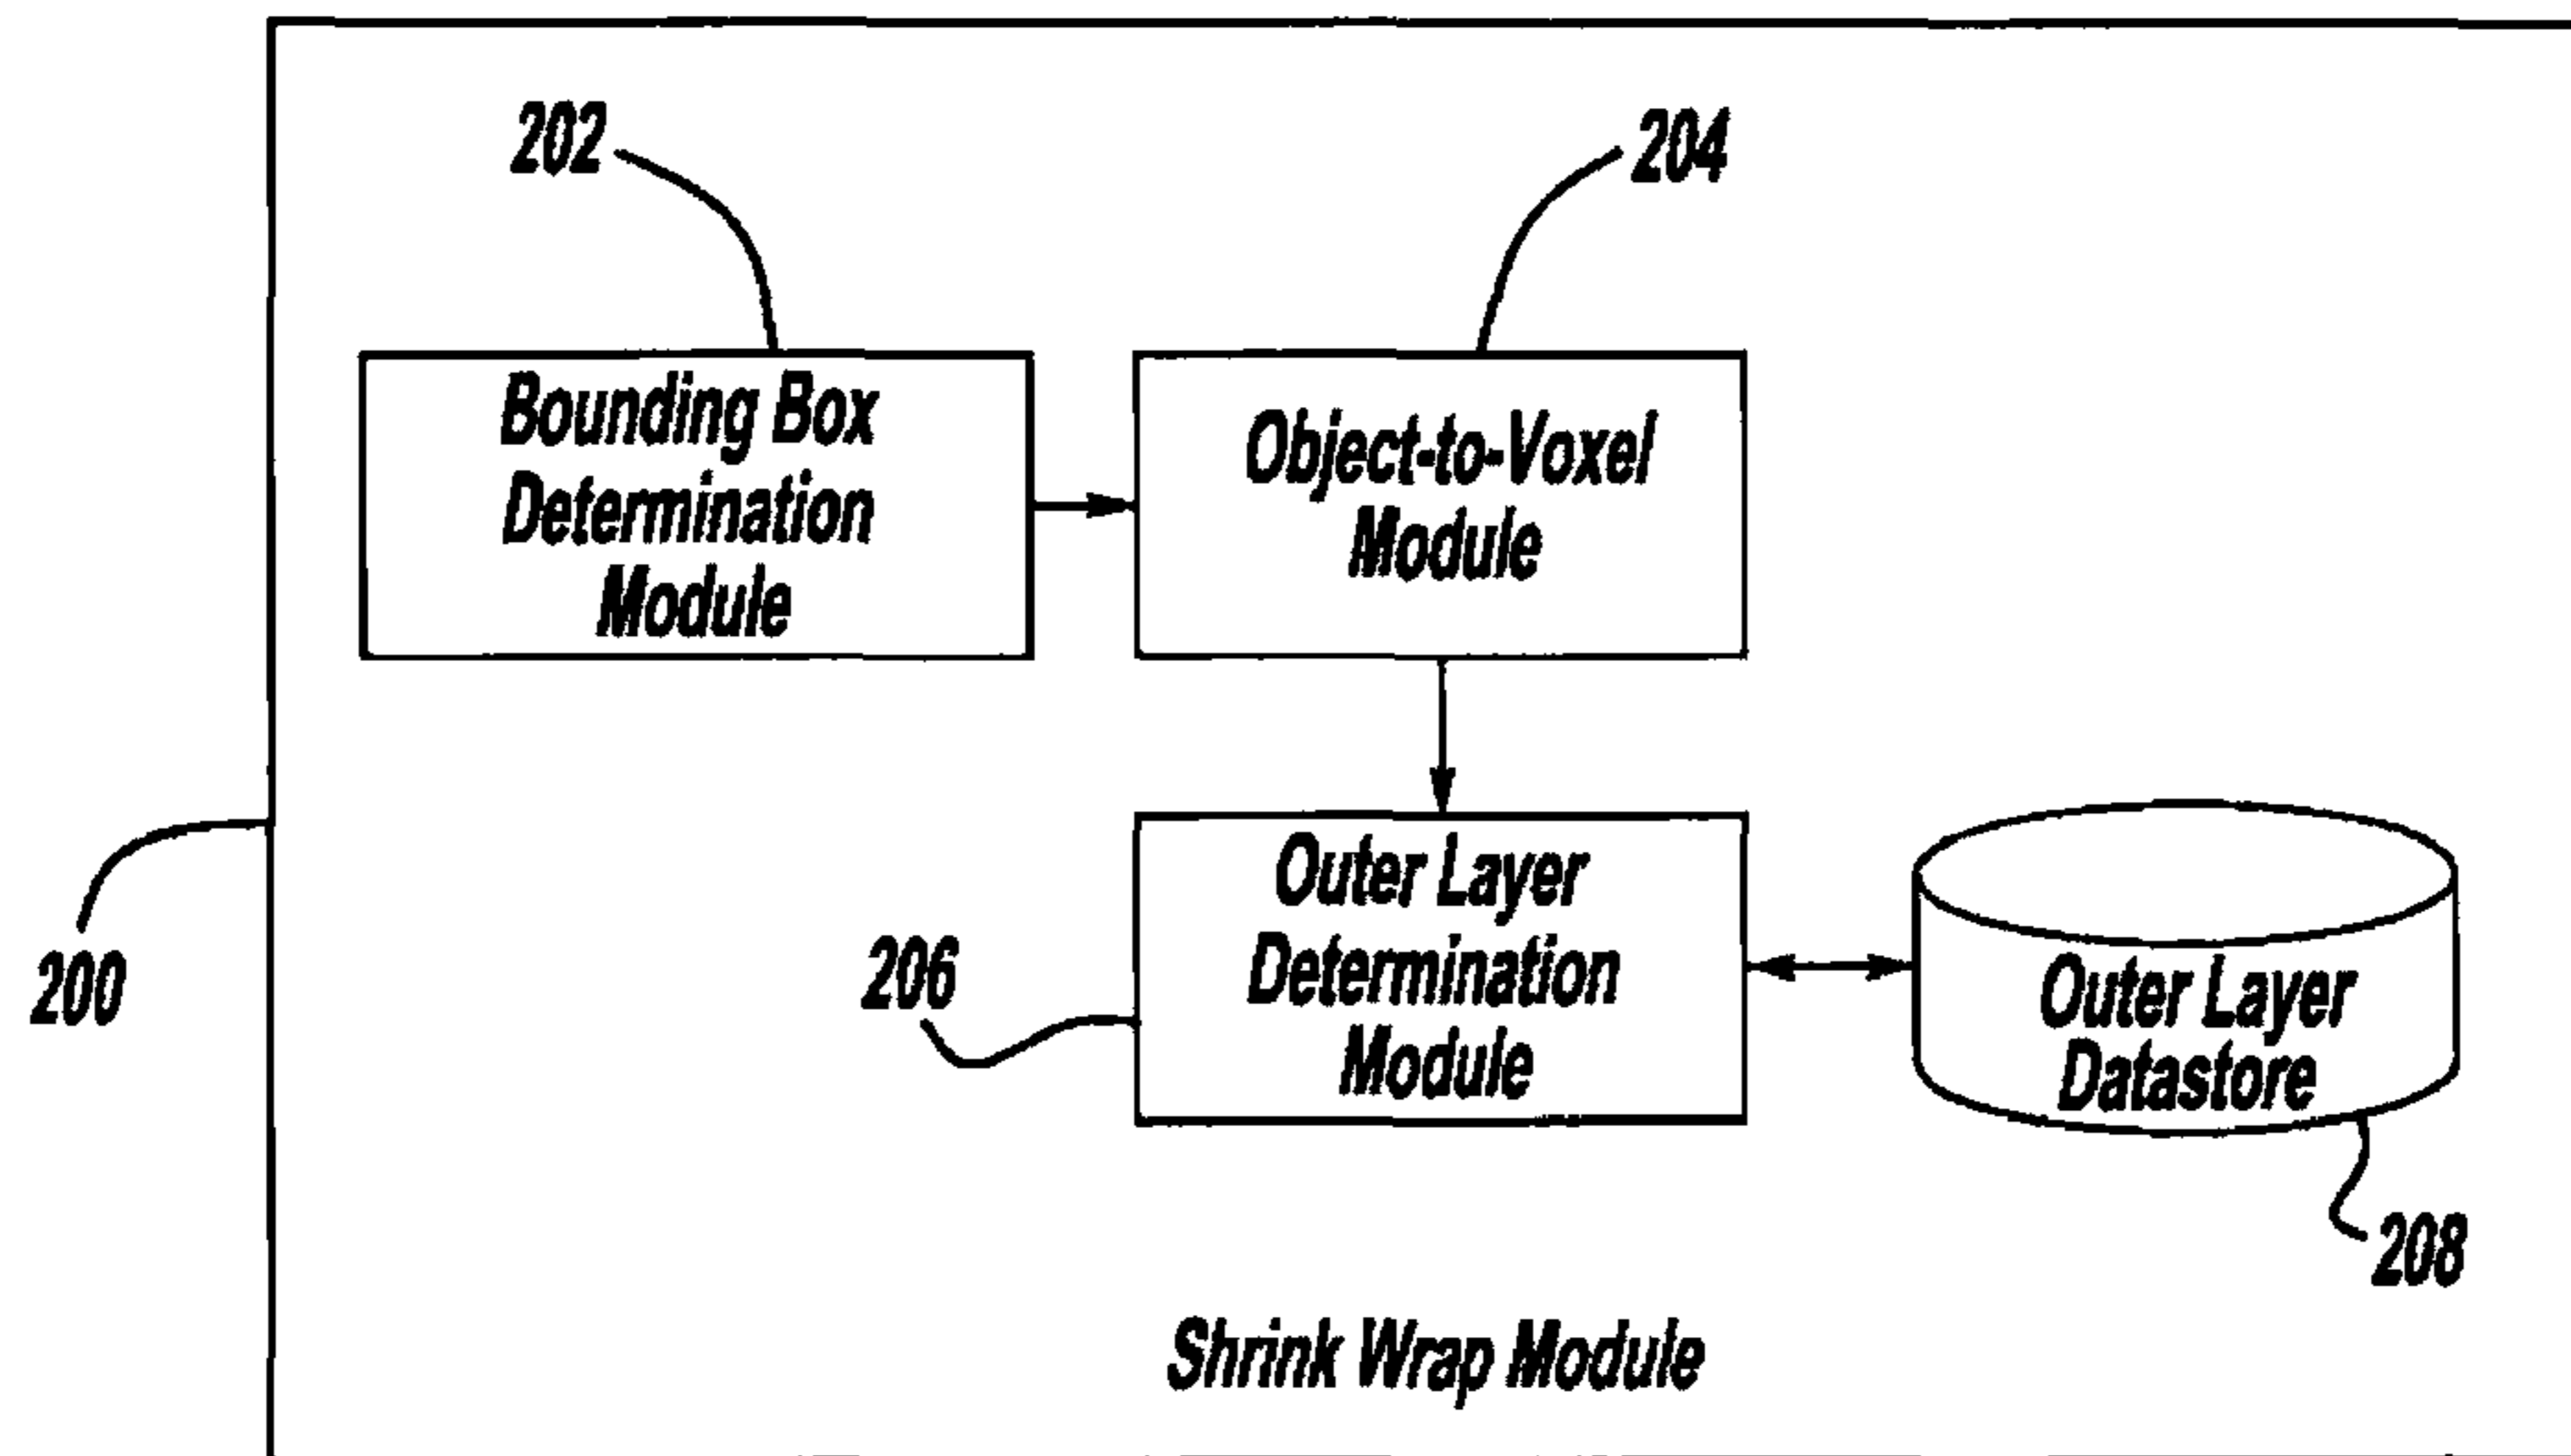 202
204
Bounding Box
Determination
Module
Object-to-Voxel
Module
200
206
Outer Layer
Determination
Module
Outer Layer
Datastore
208
Shrink Wrap Module